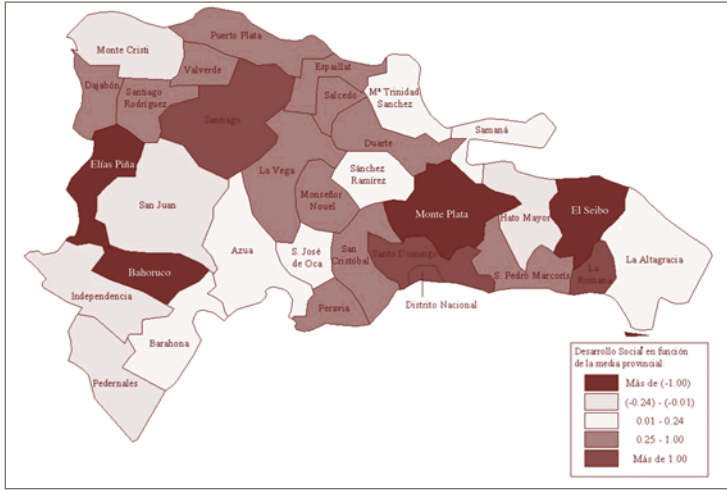 Puerto Plata
Monte Cristi
Valverde
Espaillat
Dajabón
Santiago
Rodríguez
Salcedo
Mª Trinidad
Sanchez
Santiago
Samaná
Duarte
Elías Piña
La Vega
Sánchez
Ramírez
San Juan
Monseñor
Nouel
Monte Plata
Hato Mayor
El Seibo
Azua
S. José
de Oca
San
Cristóbal
Santo Domingo
La Altagracia
Bahoruco
S. Pedro Marcorís
La
Romana
Independencia
Peravia
Distrito Nacional
Barahona
Pedernales
Desarrollo Social en función
de la media provincial:
Más de (-1.00)
(-0.24) - (-0.01)
0.01 - 0.24
0.25 - 1.00
Más de 1.00